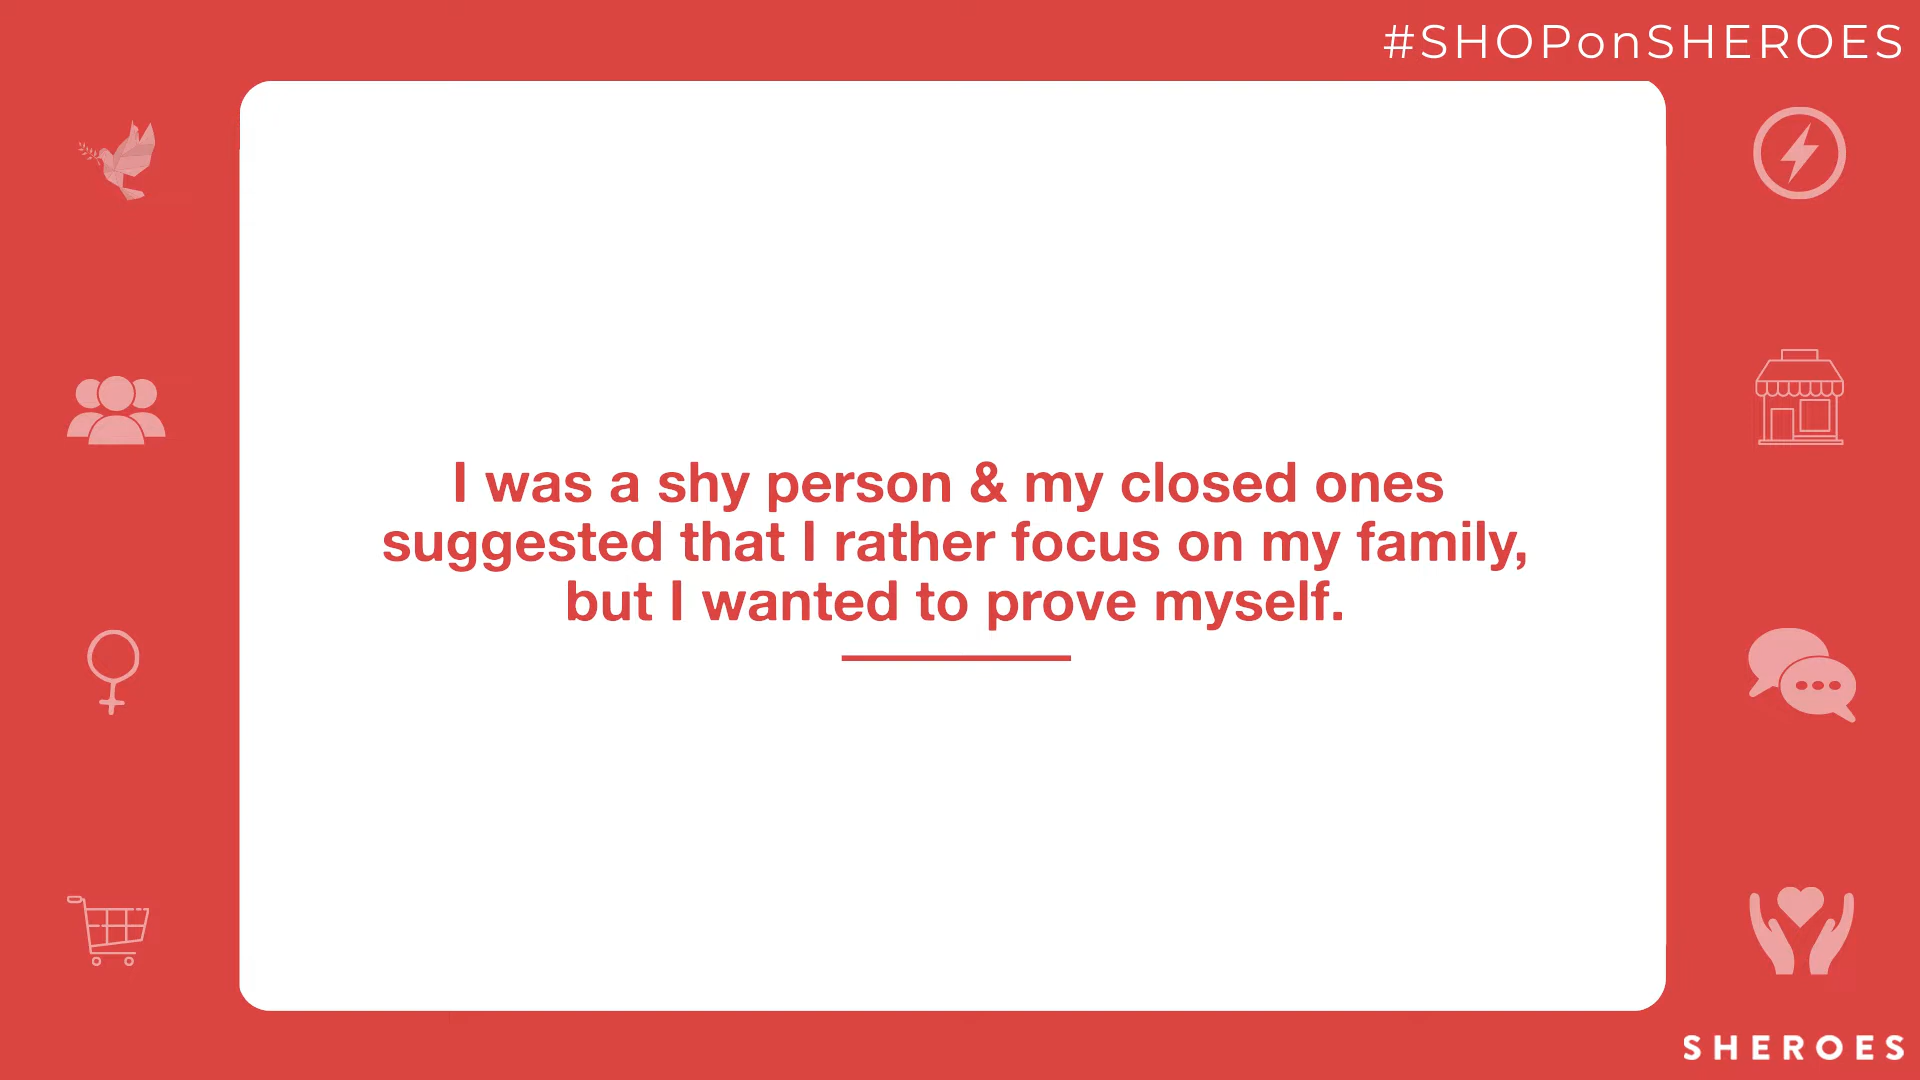 #SHOPonSHEROES
I was a shy person & my closed ones
suggested that I rather focus on my family,
but I wanted to prove myself.
SHEROES